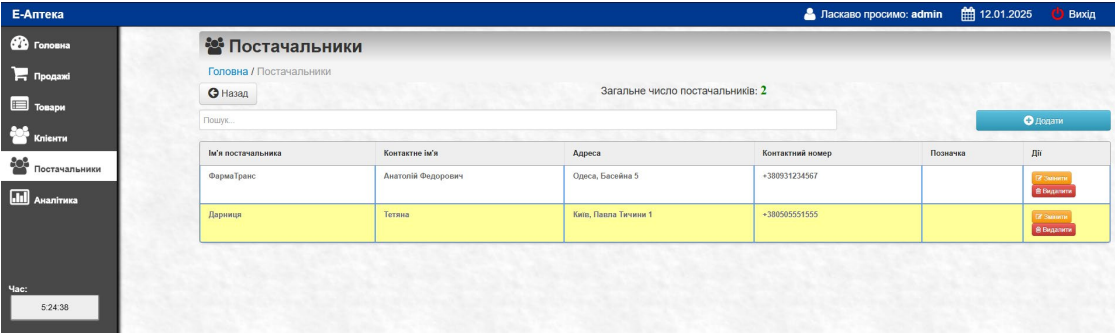 Е-Аптека
Ласкаво просимо: admin 12.01.2025 Вихід
Головна
Продажі
Товари
Клієнти
Постачальники
Аналітика
Час:
5:24:38
Постачальники
Головна / Постачальники
Назад
Загальне число постачальників: 2
Пошук...
Додати
Ім'я постачальника Контактне ім'я Адреса Контактний номер Позначка Дії
ФармаТранс Анатолій Федорович Одеса, Басейна 5 +380931234567
Змінити
Видалити
Дарниця Тетяна Київ, Павла Тичини 1 +380505551555
Змінити
Видалити